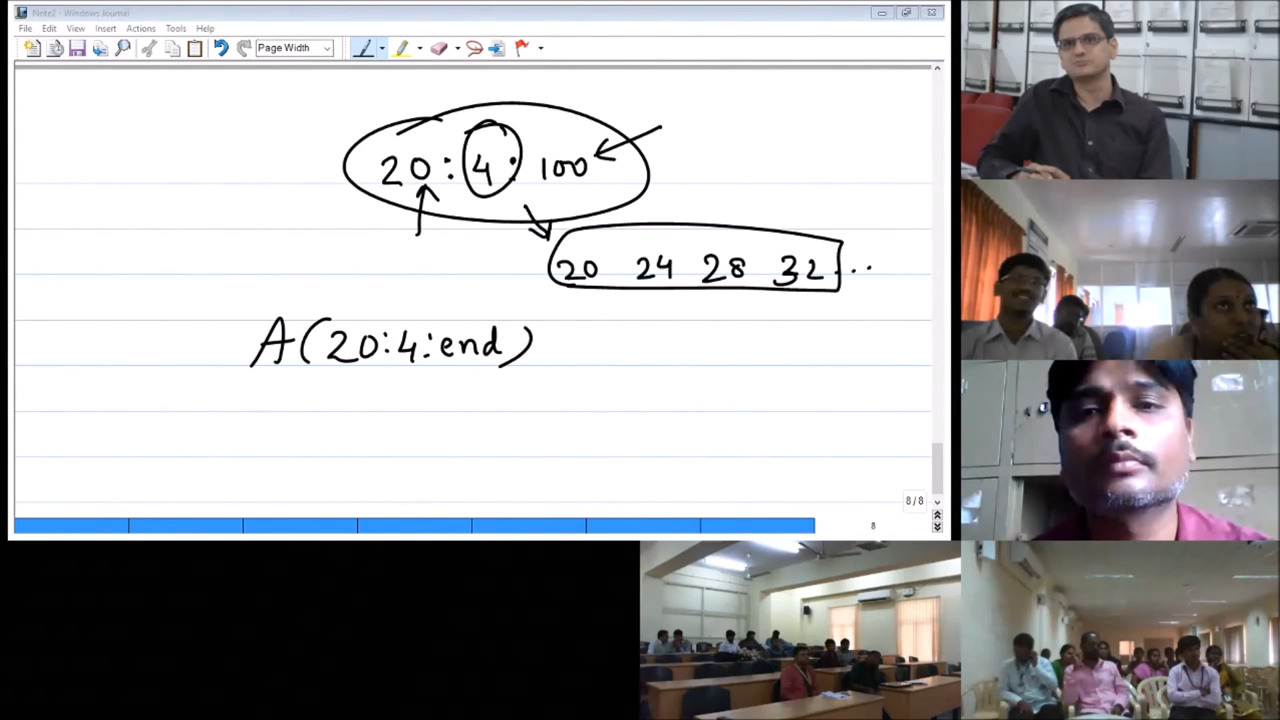 Note2 - Windows Journal
File Edit View Insert Actions Tools Help
Page Width
20 : 4 : 100
20 24 28 32 ...
A(20:4:end)
8 / 8
8